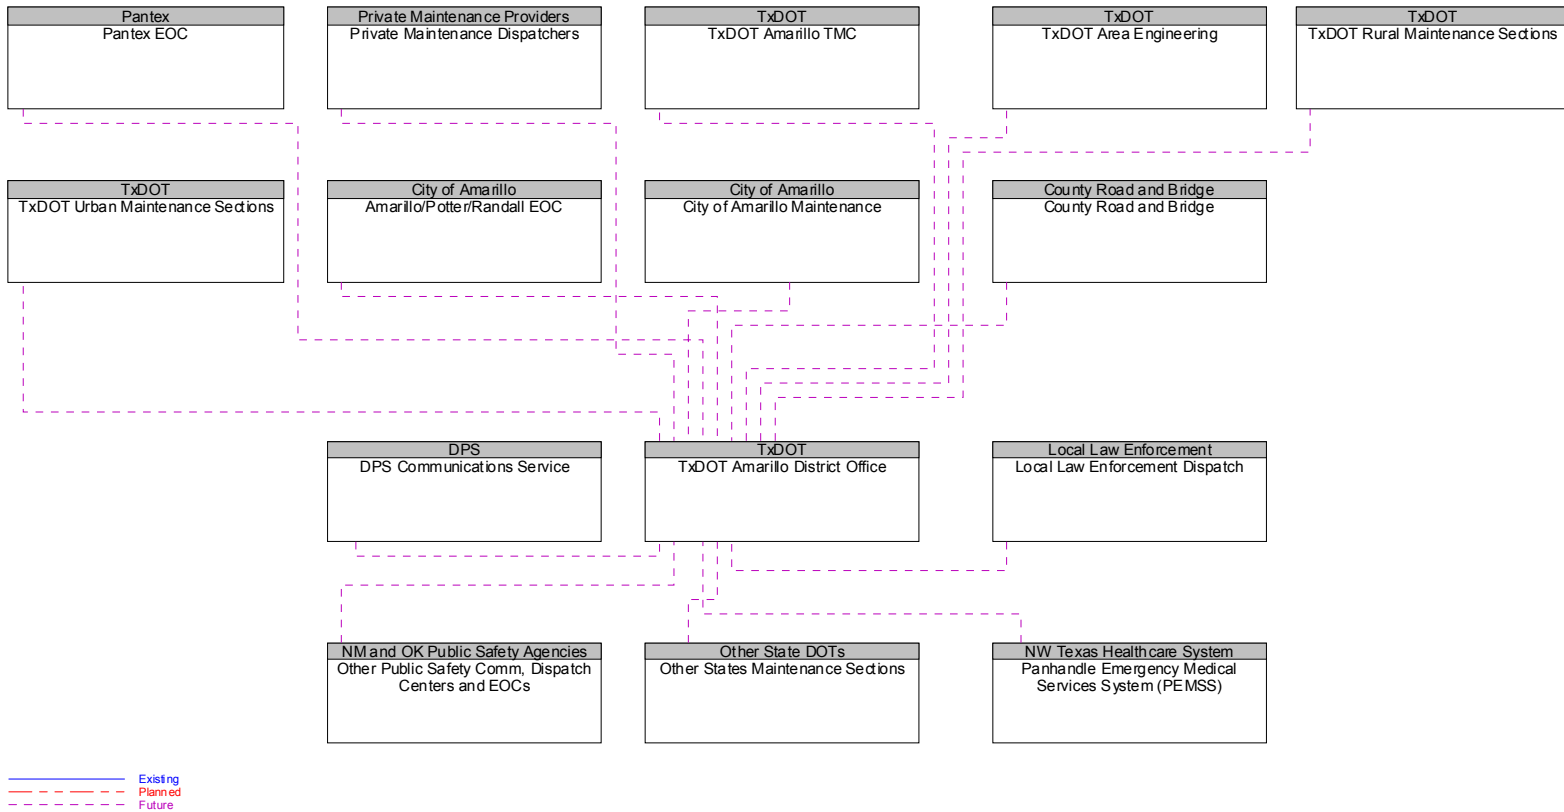 Pantex
Pantex EOC
Private Maintenance Providers
Private Maintenance Dispatchers
TxDOT
TxDOT Amarillo TMC
TxDOT
TxDOT Area Engineering
TxDOT
TxDOT Rural Maintenance Sections
TxDOT
TxDOT Urban Maintenance Sections
City of Amarillo
Amarillo/Potter/Randall EOC
City of Amarillo
City of Amarillo Maintenance
County Road and Bridge
County Road and Bridge
DPS
DPS Communications Service
TxDOT
TxDOT Amarillo District Office
Local Law Enforcement
Local Law Enforcement Dispatch
NM and OK Public Safety Agencies
Other Public Safety Comm, Dispatch
Centers and EOCs
Other State DOTs
Other States Maintenance Sections
NW Texas Healthcare System
Panhandle Emergency Medical
Services System (PEMSS)
Existing
Planned
Future